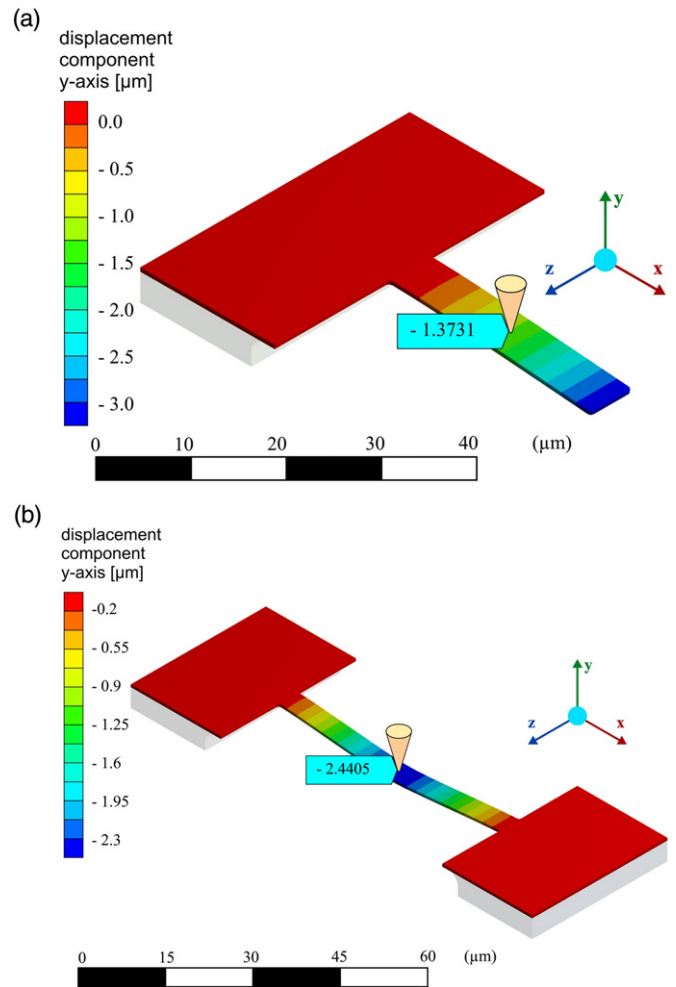 (a)
displacement
component
y-axis [µm]
0.0
- 0.5
- 1.0
- 1.5
- 2.0
- 2.5
- 3.0
y
z
x
- 1.3731
0 10 20 30 40 (µm)
(b)
displacement
component
y-axis [µm]
-0.2
- 0.55
- 0.9
- 1.25
- 1.6
- 1.95
- 2.3
y
z
x
- 2.4405
0 15 30 45 60 (µm)